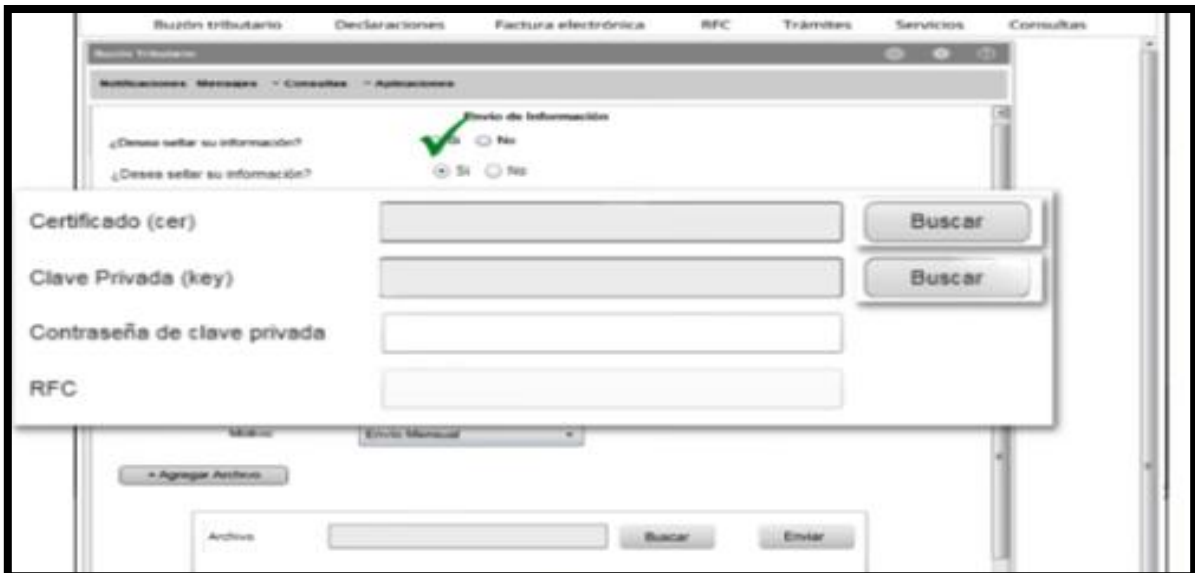 Buzón tributario Declaraciones Factura electrónica RFC Trámites Servicios Consultas
Buzón Tributario
Notificaciones Mensajes Consultas Aplicaciones
Envío de Información
¿Desea sellar su información? Si No
¿Desea sellar su información? Si No
Certificado (cer) Buscar
Clave Privada (key) Buscar
Contraseña de clave privada
RFC
Motivo Envío Mensual
+ Agregar Archivo
Archivo Buscar Enviar